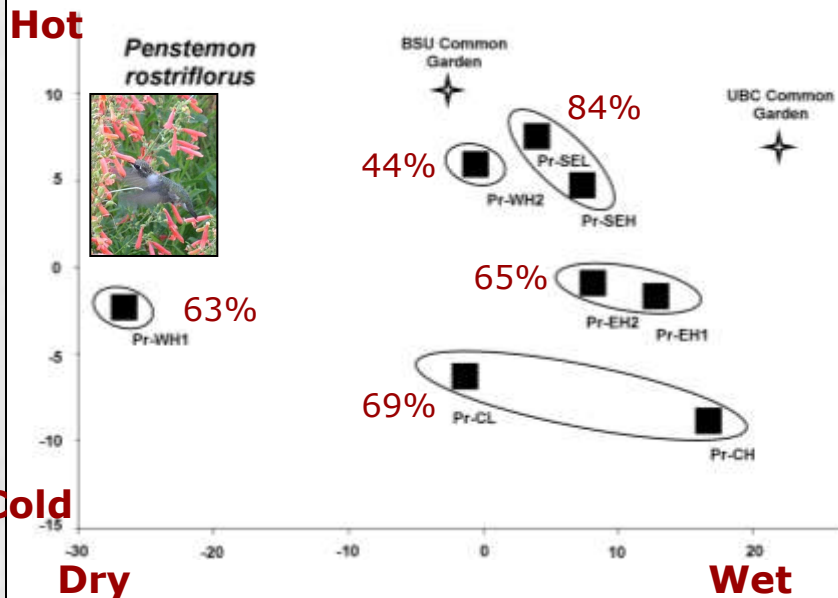 Hot
Penstemon
rostriflorus
BSU Common
Garden
UBC Common
Garden
10
84%
44%
Pr-SEL
5
Pr-WH2
Pr-SEH
0
65%
63%
Pr-EH2
Pr-EH1
Pr-WH1
-5
69%
Pr-CL
-10
Pr-CH
Cold
-15
-30
-20
-10
0
10
20
Dry
Wet